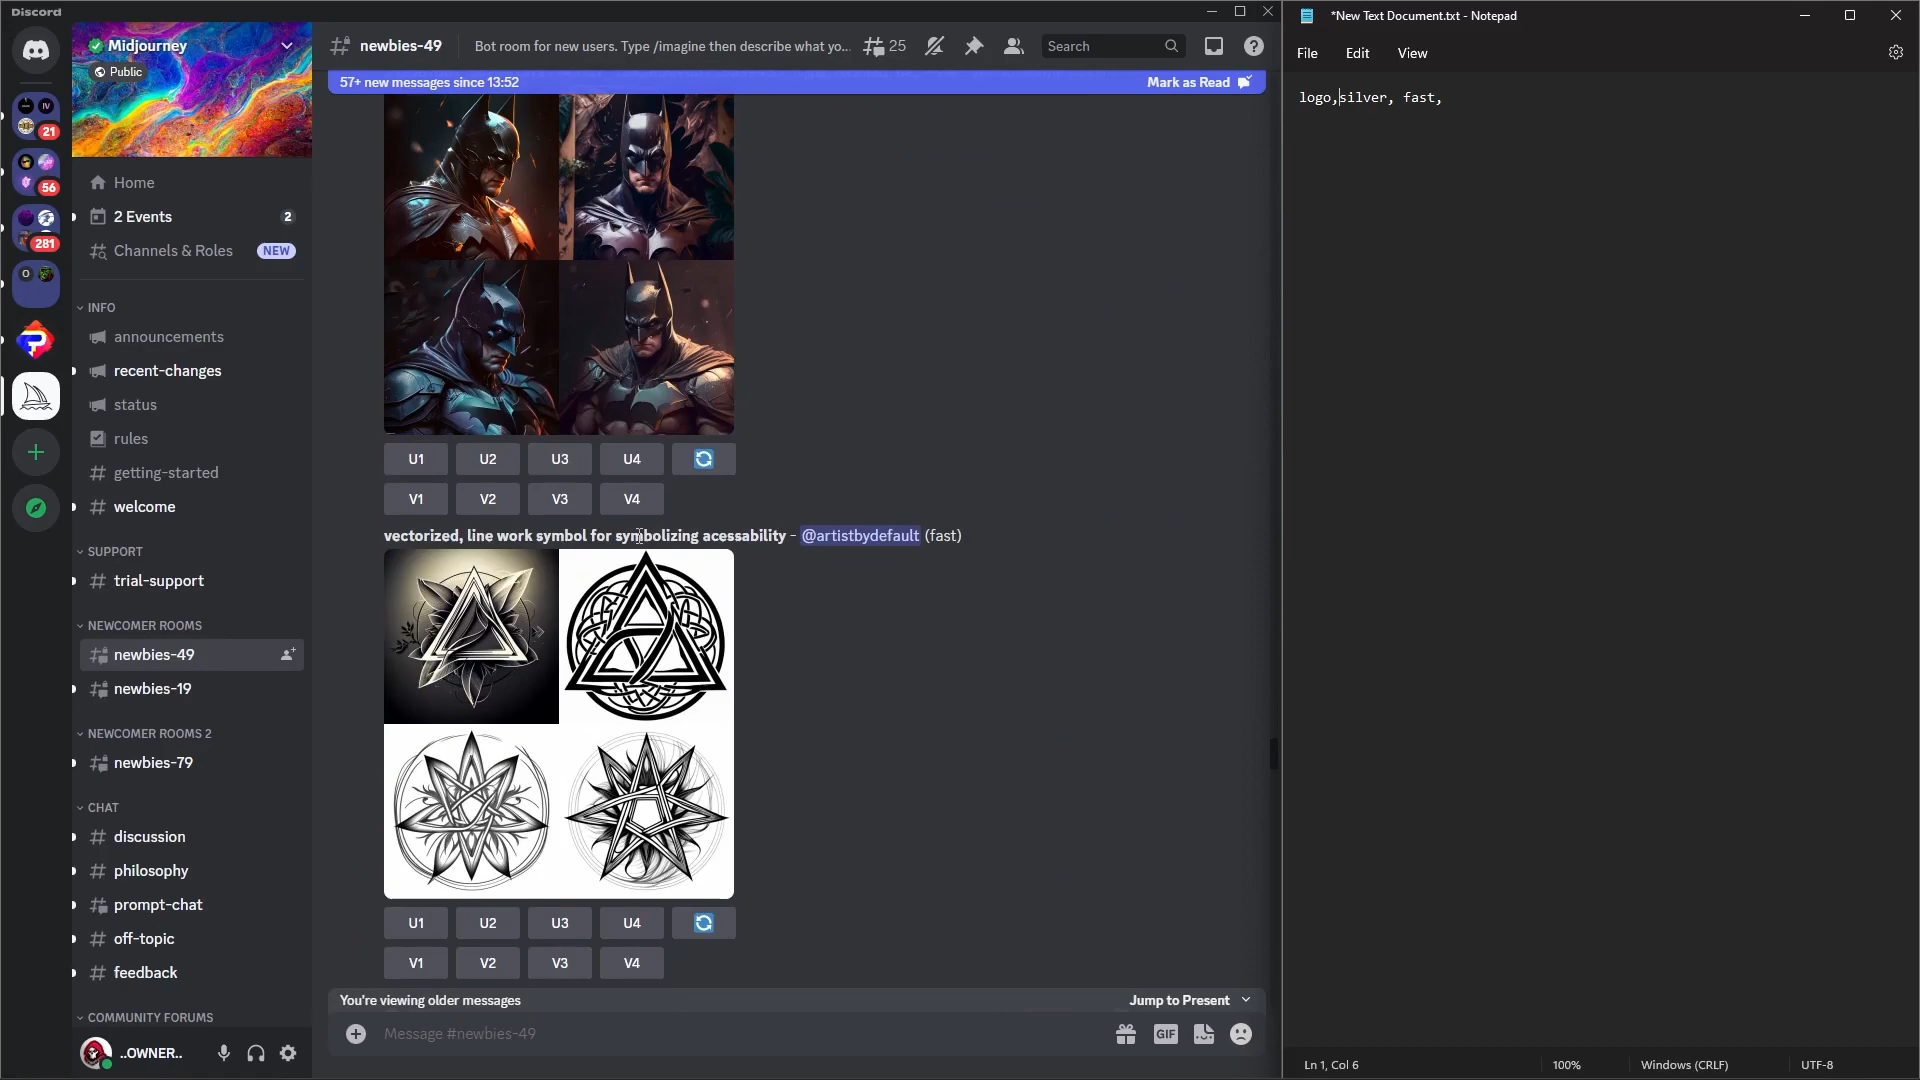 Discord
IV
21
56
281
O
Midjourney
Public
Home
2 Events
2
Channels & Roles
NEW
INFO
announcements
recent-changes
status
rules
getting-started
welcome
SUPPORT
trial-support
NEWCOMER ROOMS
newbies-49
newbies-19
NEWCOMER ROOMS 2
newbies-79
CHAT
discussion
philosophy
prompt-chat
off-topic
feedback
COMMUNITY FORUMS
..OWNER..
newbies-49
Bot room for new users. Type /imagine then describe what yo...
25
Search
57+ new messages since 13:52
Mark as Read
U1 U2 U3 U4
V1 V2 V3 V4
vectorized, line work symbol for symbolizing acessability - @artistbydefault (fast)
U1 U2 U3 U4
V1 V2 V3 V4
You're viewing older messages
Jump to Present
Message #newbies-49
GIF
*New Text Document.txt - Notepad
File Edit View
logo,silver, fast,
Ln 1, Col 6
100%
Windows (CRLF)
UTF-8